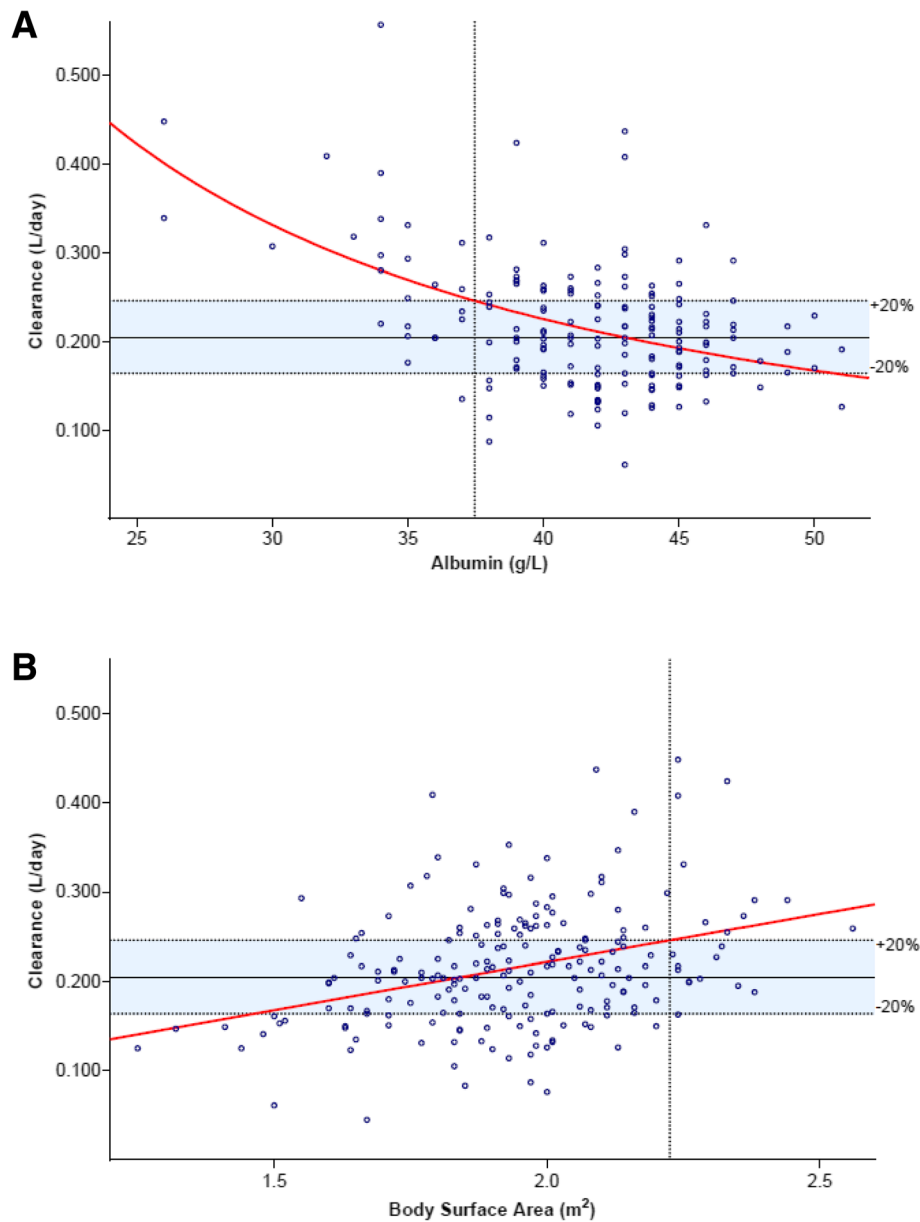 A
0.500
0.400
0.300
0.200
0.100
Clearance (L/day)
+20%
-20%
25 30 35 40 45 50
Albumin (g/L)
B
0.500
0.400
0.300
0.200
0.100
Clearance (L/day)
+20%
-20%
1.5 2.0 2.5
Body Surface Area (m²)